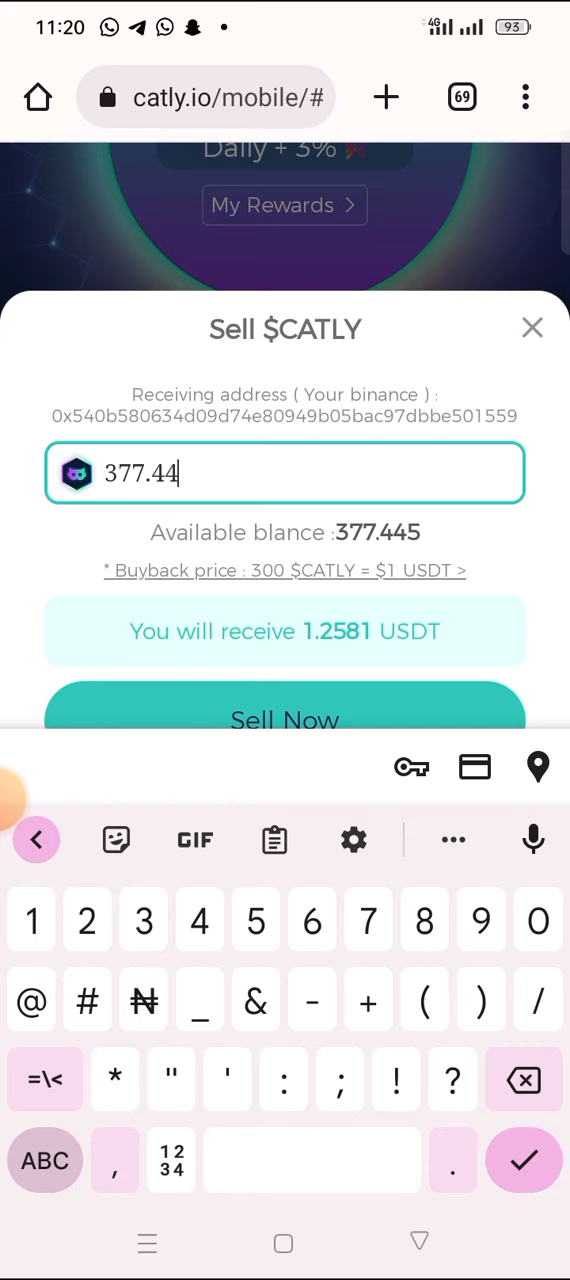 11:20
4G
93
catly.io/mobile/#
69
Daily + 3%
My Rewards >
Sell $CATLY
Receiving address ( Your binance ) :
0x540b580634d09d74e80949b05bac97dbbe501559
377.44
Available blance :377.445
* Buyback price : 300 $CATLY = $1 USDT >
You will receive 1.2581 USDT
Sell Now
GIF
1 2 3 4 5 6 7 8 9 0
@ # ₦ _ & - + ( ) /
=\< * " ' : ; ! ?
ABC , 12 34 .